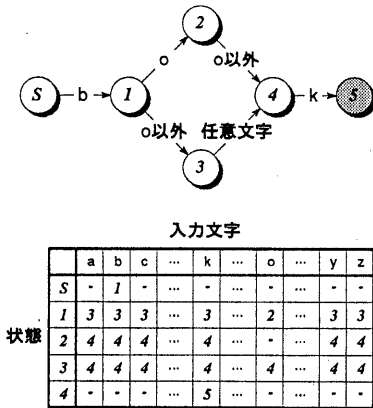 2
o
o以外
S
b
1
4
k
5
o以外
任意文字
3
入力文字
a b c … k … o … y z
S - 1 - … - … - … - -
1 3 3 3 … 3 … 2 … 3 3
状態
2 4 4 4 … 4 … - … 4 4
3 4 4 4 … 4 … 4 … 4 4
4 - - - … 5 … - … - -